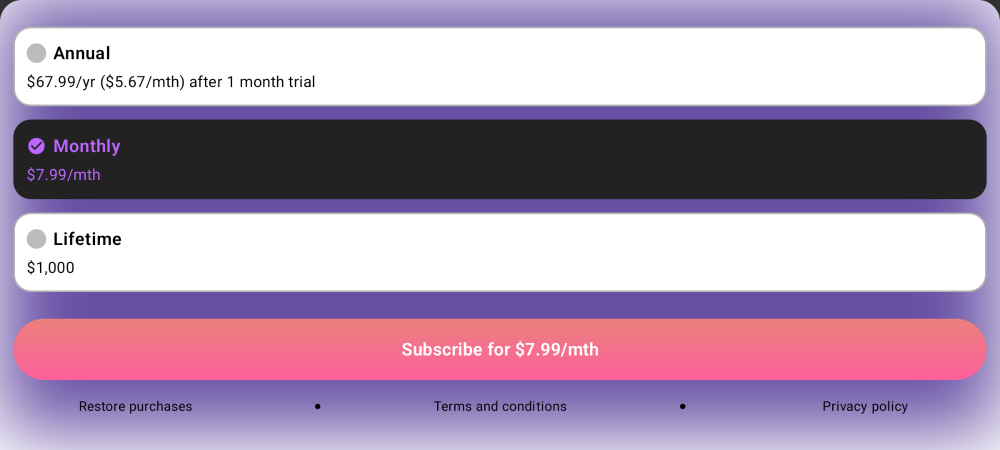 Annual
$67.99/yr ($5.67/mth) after 1 month trial
Monthly
$7.99/mth
Lifetime
$1,000
Subscribe for $7.99/mth
Restore purchases • Terms and conditions • Privacy policy